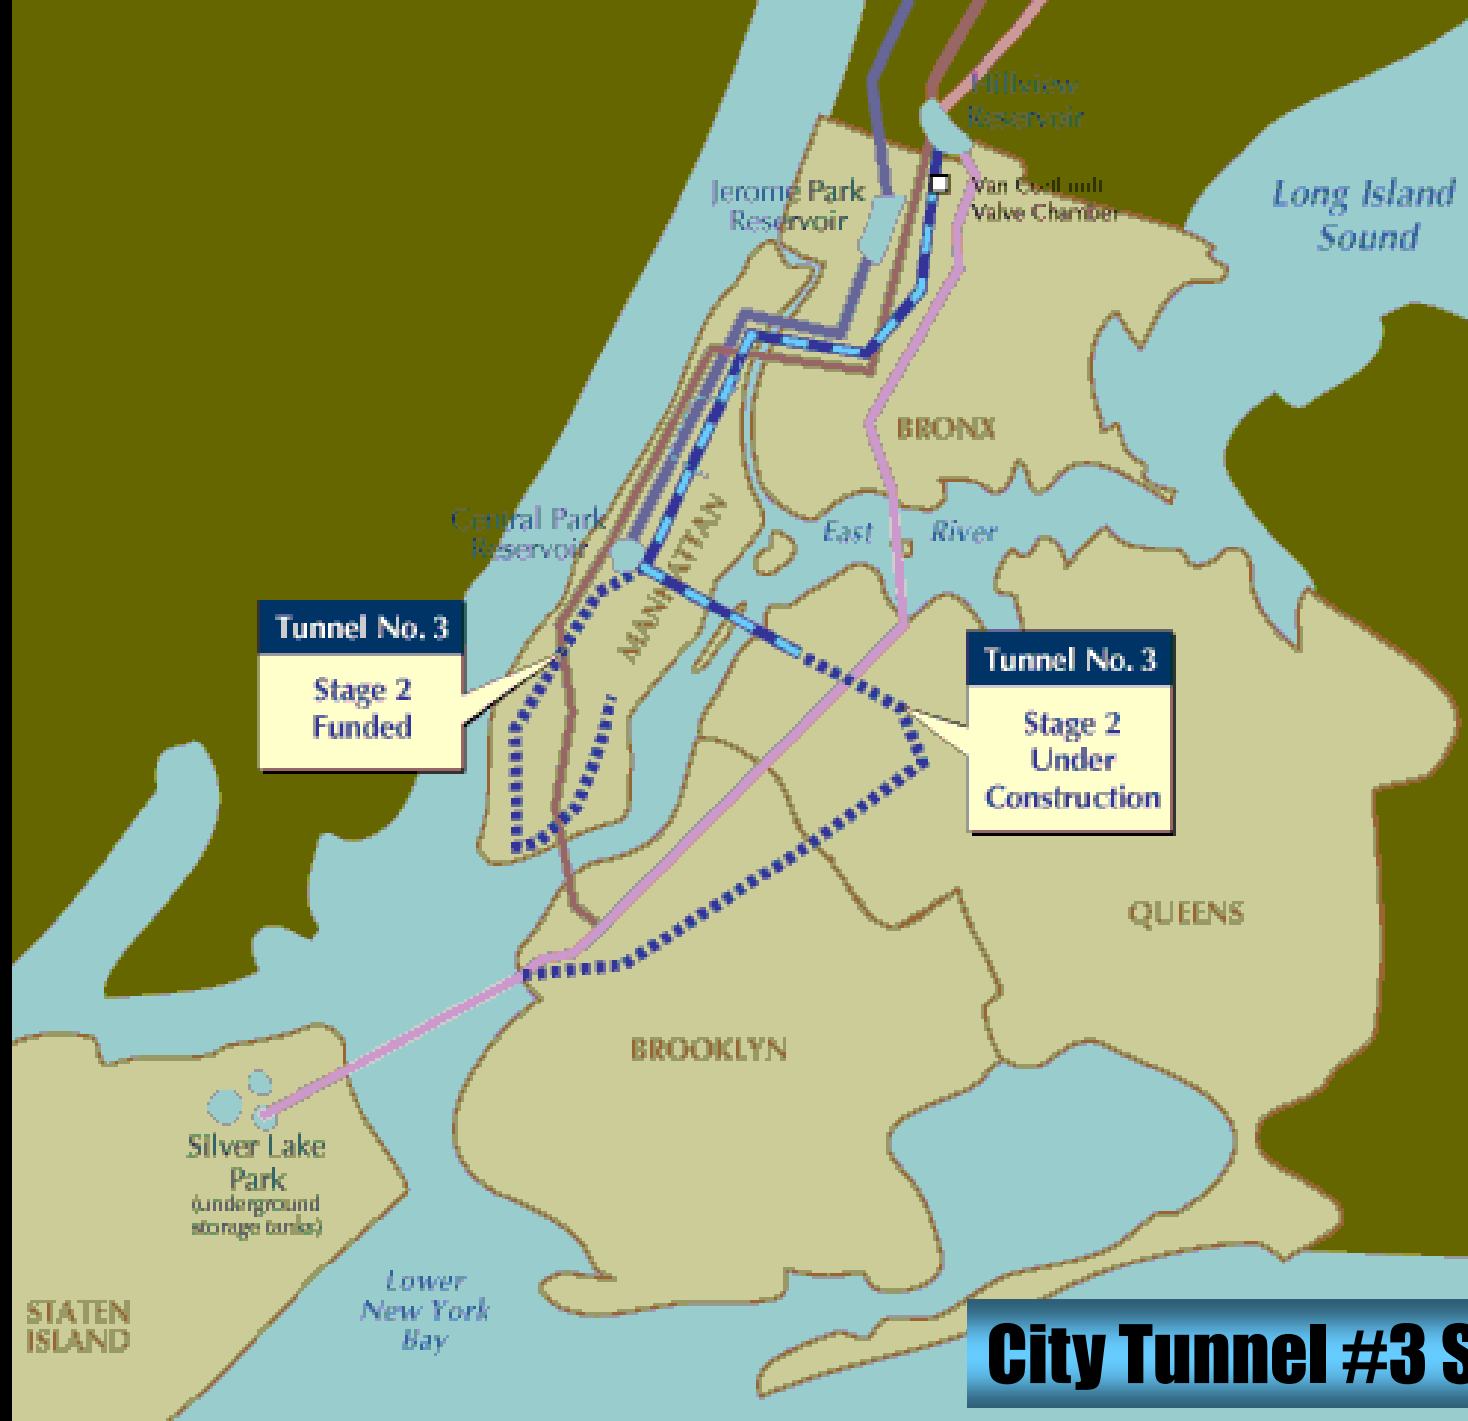 Hillview
Reservoir
Jerome Park
Reservoir
Van Cortlandt
Valve Chamber
Long Island
Sound
BRONX
Central Park
Reservoir
MANHATTAN
East River
Tunnel No. 3
Stage 2
Funded
Tunnel No. 3
Stage 2
Under
Construction
QUEENS
BROOKLYN
Silver Lake
Park
(underground
storage tanks)
Lower
New York
Bay
STATEN
ISLAND
City Tunnel #3 S